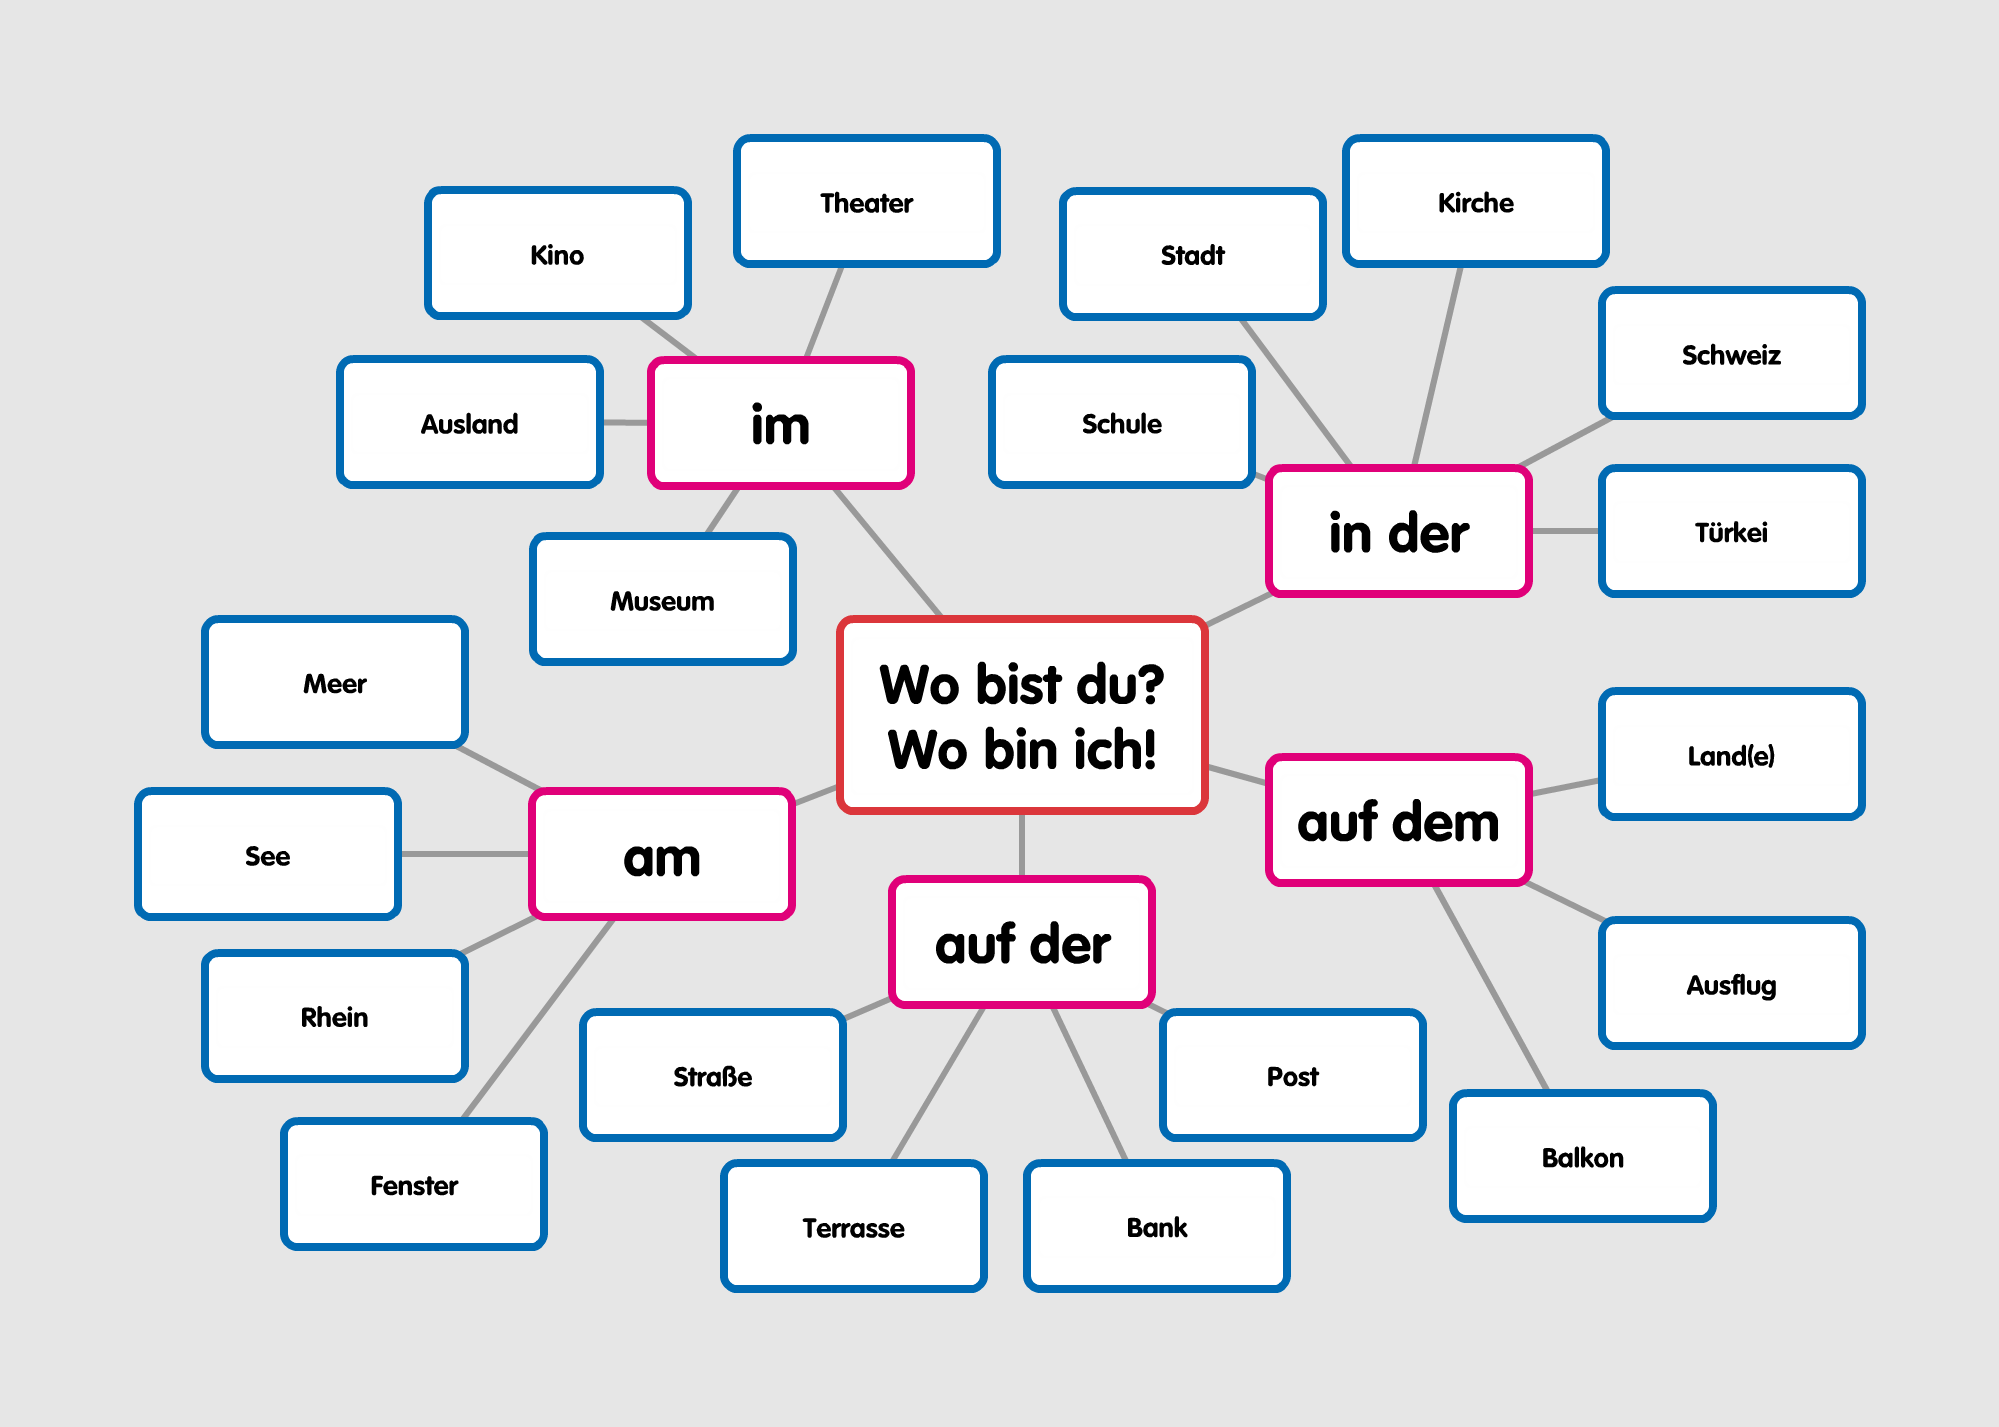 Theater
Kirche
Kino
Stadt
Schweiz
Ausland
im
Schule
in der
Türkei
Museum
Meer
Wo bist du?
Wo bin ich!
Land(e)
auf dem
See
am
auf der
Ausflug
Rhein
Straße
Post
Balkon
Fenster
Terrasse
Bank